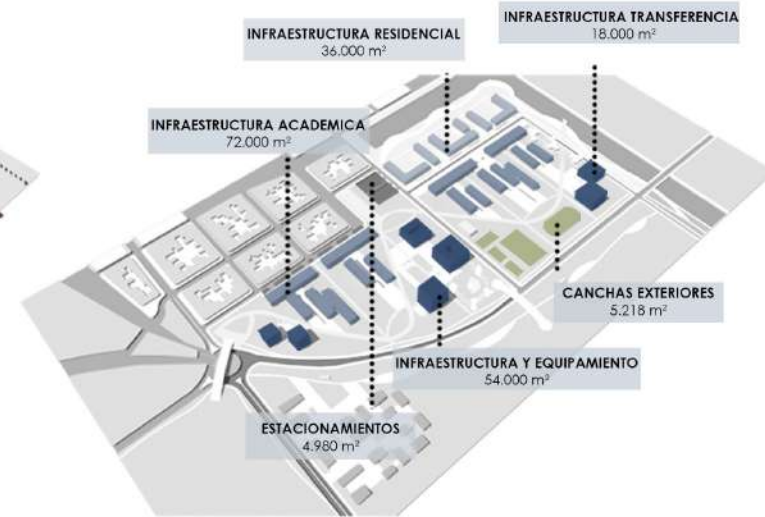 INFRAESTRUCTURA TRANSFERENCIA
18.000 m²
INFRAESTRUCTURA RESIDENCIAL
36.000 m²
INFRAESTRUCTURA ACADEMICA
72.000 m²
CANCHAS EXTERIORES
5.218 m²
INFRAESTRUCTURA Y EQUIPAMIENTO
54.000 m²
ESTACIONAMIENTOS
4.980 m²